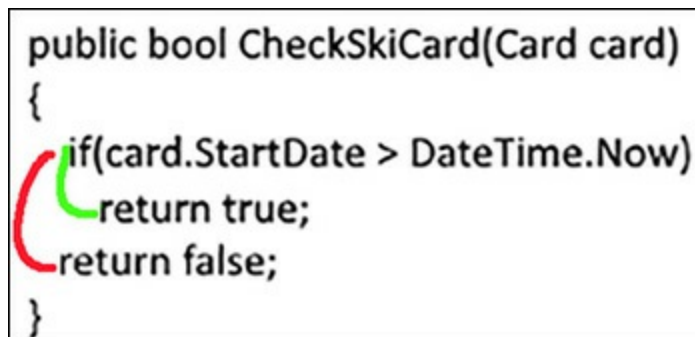 public bool CheckSkiCard(Card card)
{
if(card.StartDate > DateTime.Now)
return true;
return false;
}